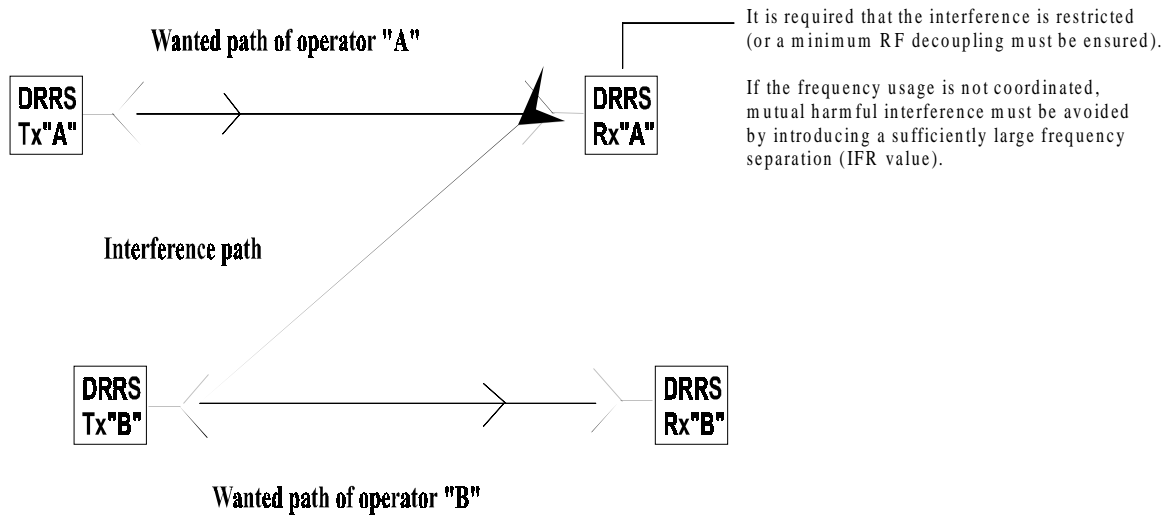 Wanted path of operator "A"
It is required that the interference is restricted
(or a minimum RF decoupling must be ensured).
DRRS
Tx"A"
DRRS
Rx"A"
If the frequency usage is not coordinated,
mutual harmful interference must be avoided
by introducing a sufficiently large frequency
separation (IFR value).
Interference path
DRRS
Tx"B"
DRRS
Rx"B"
Wanted path of operator "B"